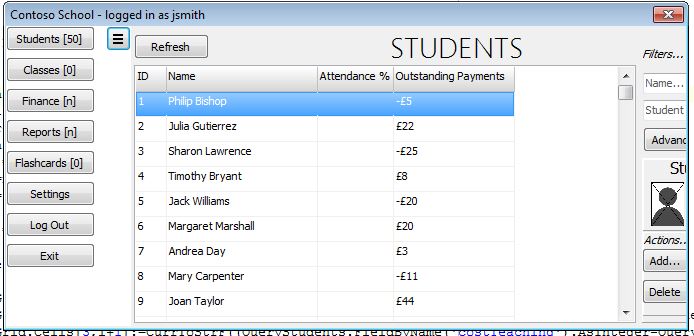 Contoso School - logged in as jsmith
Students [50]
Classes [0]
Finance [n]
Reports [n]
Flashcards [0]
Settings
Log Out
Exit
Refresh
STUDENTS
ID Name Attendance % Outstanding Payments
1 Philip Bishop -£5
2 Julia Gutierrez £22
3 Sharon Lawrence -£25
4 Timothy Bryant £8
5 Jack Williams -£20
6 Margaret Marshall £20
7 Andrea Day £3
8 Mary Carpenter -£11
9 Joan Taylor £44
Filters...
Name...
Student
Advanc
Stu
Actions...
Add...
Delete